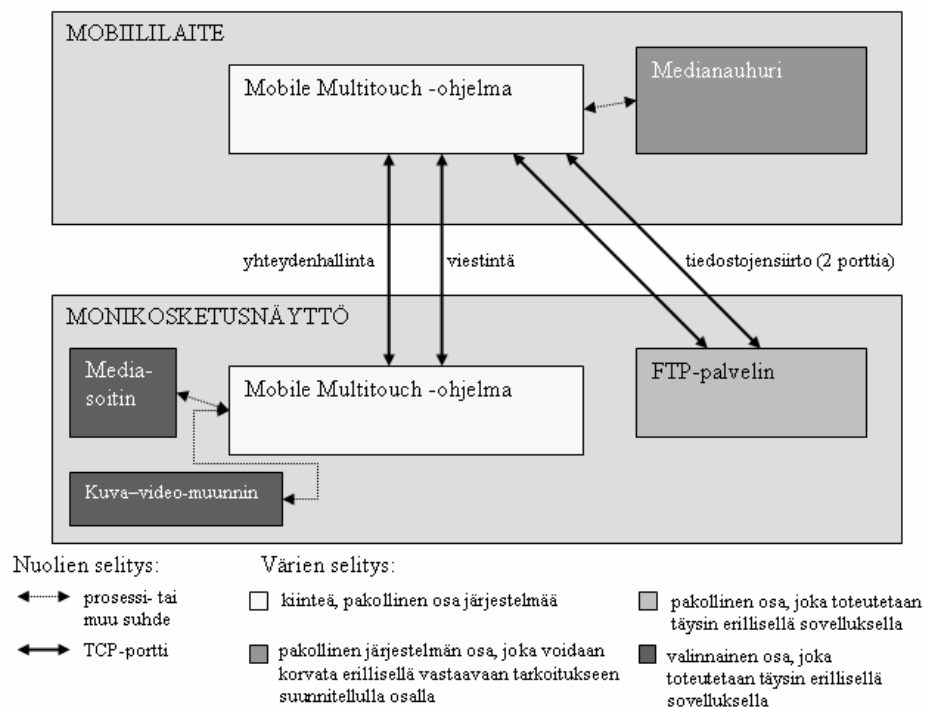 MOBIILILAITE
Mobile Multitouch -ohjelma
Medianauhuri
yhteydenhallinta
viestintä
tiedostojensiirto (2 porttia)
MONIKOSKETUSNÄYTTÖ
Media-
soitin
Mobile Multitouch -ohjelma
FTP-palvelin
Kuva–video-muunnin
Nuolien selitys:
prosessi- tai
muu suhde
TCP-portti
Värien selitys:
kiinteä, pakollinen osa järjestelmää
pakollinen järjestelmän osa, joka voidaan
korvata erillisellä vastaavaan tarkoitukseen
suunnitellulla osalla
pakollinen osa, joka toteutetaan
täysin erillisellä sovelluksella
valinnainen osa, joka
toteutetaan täysin erillisellä
sovelluksella